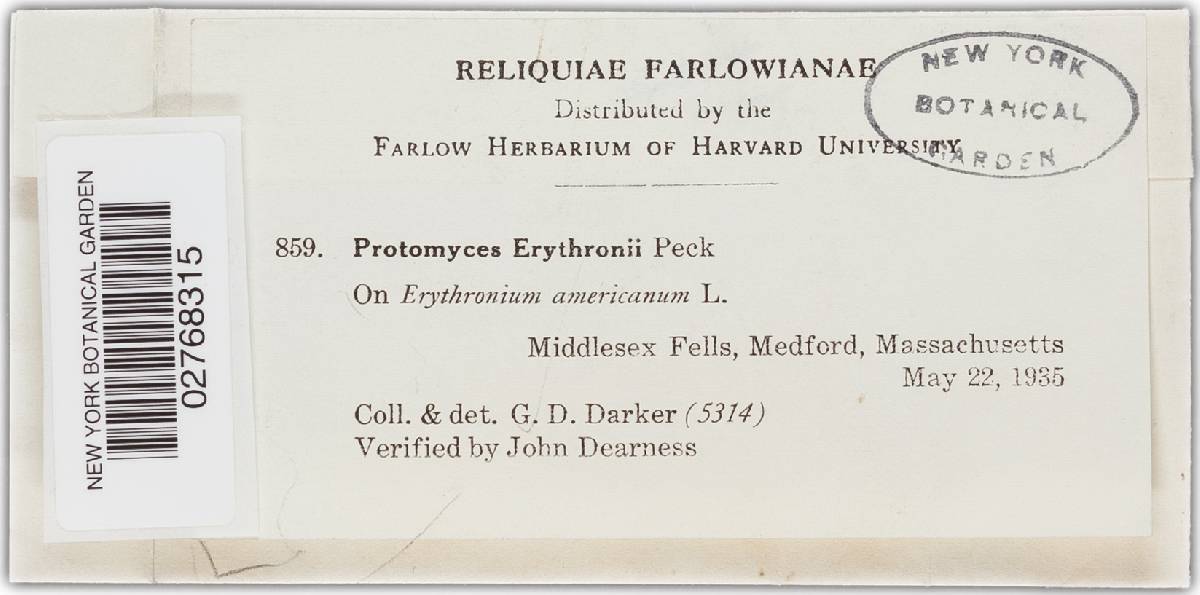 RELIQUIAE FARLOWIANAE
Distributed by the
FARLOW HERBARIUM OF HARVARD UNIVERSITY
NEW YORK
BOTANICAL
GARDEN
859. Protomyces Erythronii Peck
On Erythronium americanum L.
Middlesex Fells, Medford, Massachusetts
May 22, 1935
Coll. & det. G. D. Darker (5314)
Verified by John Dearness
NEW YORK BOTANICAL GARDEN
02768315